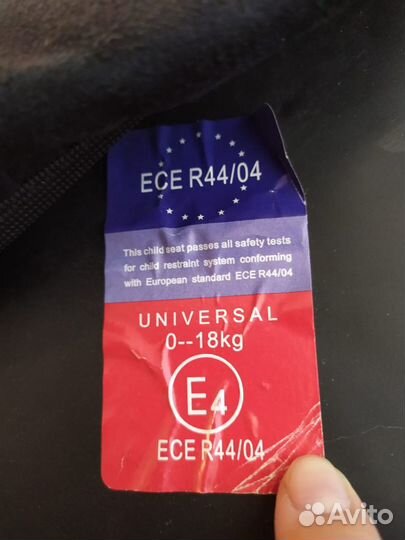 ECE R44/04
This child seat passes all safety tests
for child restraint system conforming
with European standard ECE R44/04
UNIVERSAL
0--18kg
E4
ECE R44/04
Avito